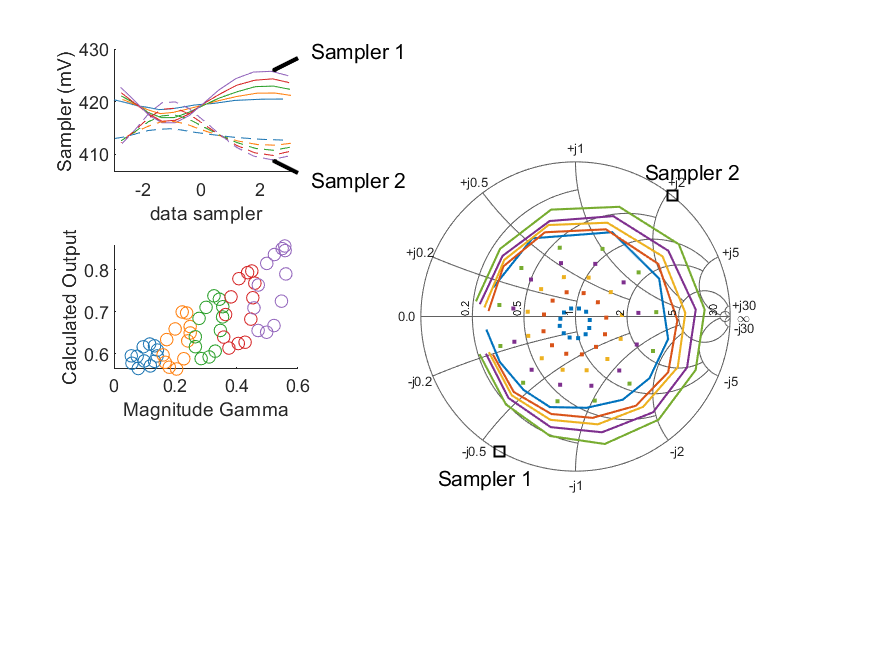 430
420
410
Sampler (mV)
-2
0
2
data sampler
Sampler 1
Sampler 2
0.8
0.7
0.6
Calculated Output
0
0.2
0.4
0.6
Magnitude Gamma
+j1
Sampler 2
+j0.5
+j2
+j0.2
+j5
0.0
0.2
0.5
1
2
5
30
+j30
∞
-j30
-j0.2
-j5
-j0.5
-j2
Sampler 1
-j1